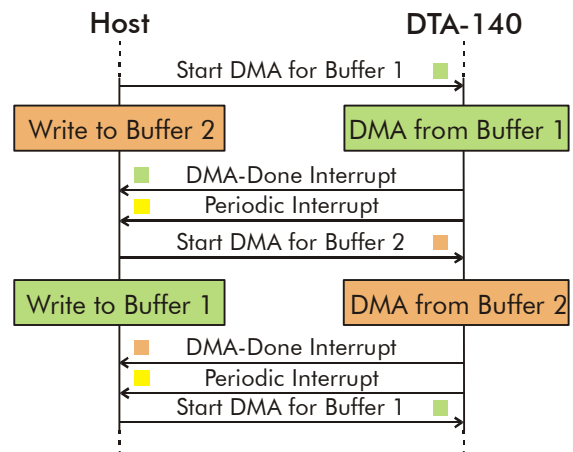 Host DTA-140
Start DMA for Buffer 1
Write to Buffer 2 DMA from Buffer 1
DMA-Done Interrupt
Periodic Interrupt
Start DMA for Buffer 2
Write to Buffer 1 DMA from Buffer 2
DMA-Done Interrupt
Periodic Interrupt
Start DMA for Buffer 1